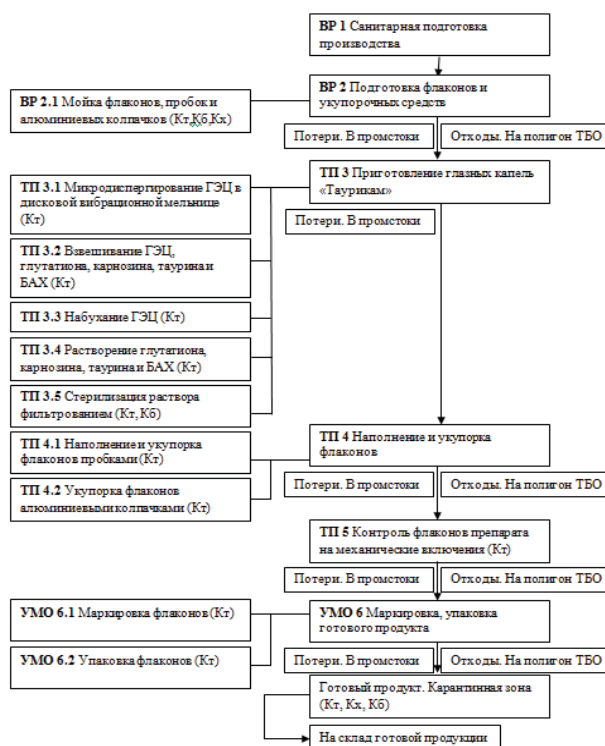 ВР 1 Санитарная подготовка
производства
ВР 2 Подготовка флаконов и
укупорочных средств
ВР 2.1 Мойка флаконов, пробок и
алюминиевых колпачков (Кт,Кб,Кх)
Потери. В промстоки
Отходы. На полигон ТБО
ТП 3 Приготовление глазных капель
«Таурикам»
ТП 3.1 Микродиспергирование ГЭЦ в
дисковой вибрационной мельнице
(Кт)
Потери. В промстоки
ТП 3.2 Взвешивание ГЭЦ,
глутатиона, карнозина, таурина и
БАХ (Кт)
ТП 3.3 Набухание ГЭЦ (Кт)
ТП 3.4 Растворение глутатиона,
карнозина, таурина и БАХ (Кт)
ТП 3.5 Стерилизация раствора
фильтрованием (Кт, Кб)
ТП 4 Наполнение и укупорка
флаконов
ТП 4.1 Наполнение и укупорка
флаконов пробками (Кт)
ТП 4.2 Укупорка флаконов
алюминиевыми колпачками (Кт)
Потери. В промстоки
Отходы. На полигон ТБО
ТП 5 Контроль флаконов препарата
на механические включения (Кт)
Потери. В промстоки
Отходы. На полигон ТБО
УМО 6 Маркировка, упаковка
готового продукта
УМО 6.1 Маркировка флаконов (Кт)
УМО 6.2 Упаковка флаконов (Кт)
Потери. В промстоки
Отходы. На полигон ТБО
Готовый продукт. Карантинная зона
(Кт, Кх, Кб)
На склад готовой продукции